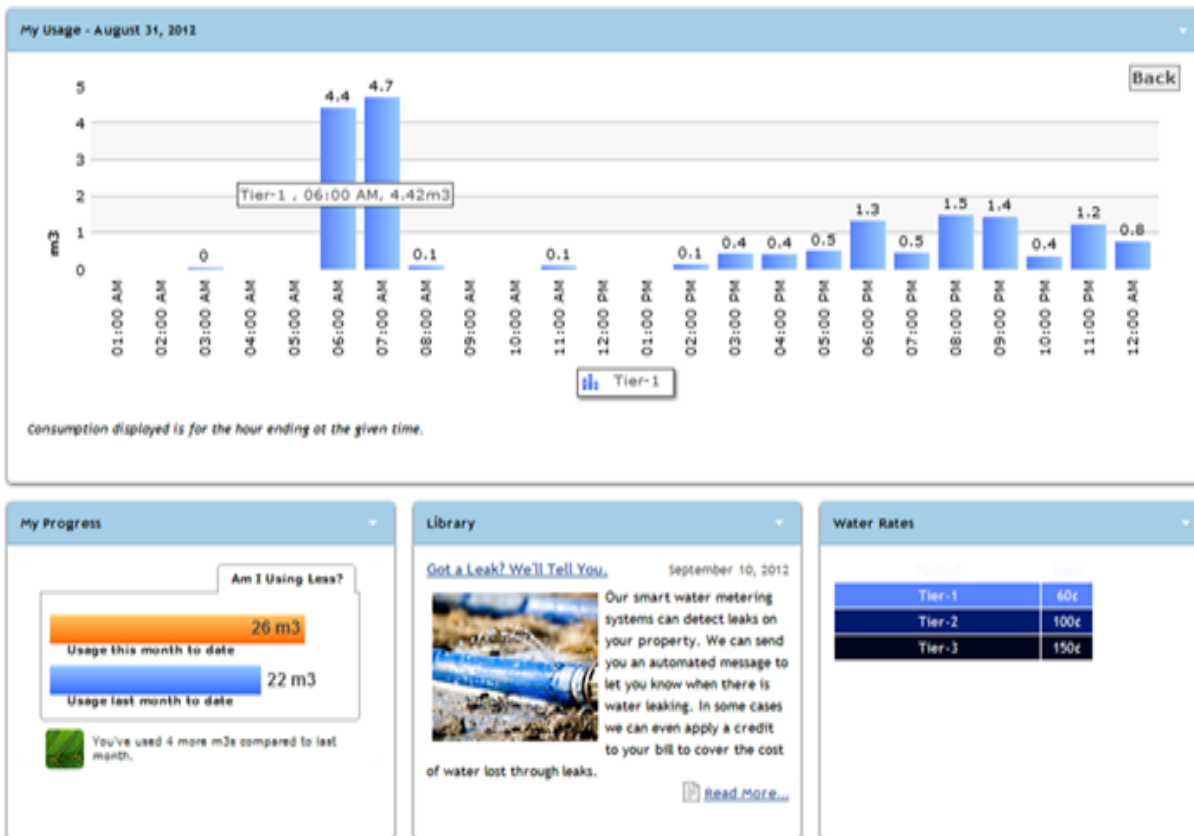 My Usage - August 31, 2012
Back
5
4
3
2
1
0
m3
0
4.4
4.7
0.1
0.1
0.1
0.4
0.4
0.5
1.3
0.5
1.5
1.4
0.4
1.2
0.8
Tier-1 , 06:00 AM, 4.42m3
01:00 AM
02:00 AM
03:00 AM
04:00 AM
05:00 AM
06:00 AM
07:00 AM
08:00 AM
09:00 AM
10:00 AM
11:00 AM
12:00 PM
01:00 PM
02:00 PM
03:00 PM
04:00 PM
05:00 PM
06:00 PM
07:00 PM
08:00 PM
09:00 PM
10:00 PM
11:00 PM
12:00 AM
Tier-1
Consumption displayed is for the hour ending at the given time.
My Progress
Am I Using Less?
26 m3
Usage this month to date
22 m3
Usage last month to date
You've used 4 more m3s compared to last
month.
Library
Got a Leak? We'll Tell You.
September 10, 2012
Our smart water metering
systems can detect leaks on
your property. We can send
you an automated message to
let you know when there is
water leaking. In some cases
we can even apply a credit
to your bill to cover the cost
of water lost through leaks.
Read More...
Water Rates
Tier-1 60¢
Tier-2 100¢
Tier-3 150¢